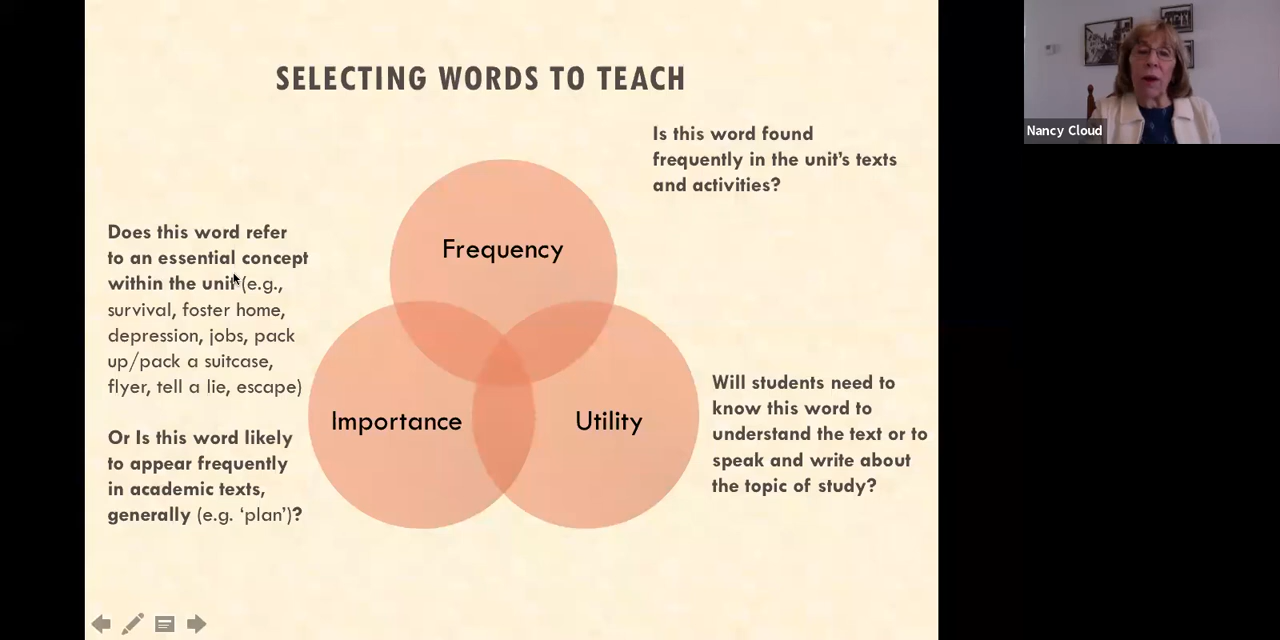 SELECTING WORDS TO TEACH
Is this word found
frequently in the unit's texts
and activities?
Frequency
Does this word refer
to an essential concept
within the unit (e.g.,
survival, foster home,
depression, jobs, pack
up/pack a suitcase,
flyer, tell a lie, escape)
Or Is this word likely
to appear frequently
in academic texts,
generally (e.g. ‘plan’)?
Importance
Utility
Will students need to
know this word to
understand the text or to
speak and write about
the topic of study?
Nancy Cloud